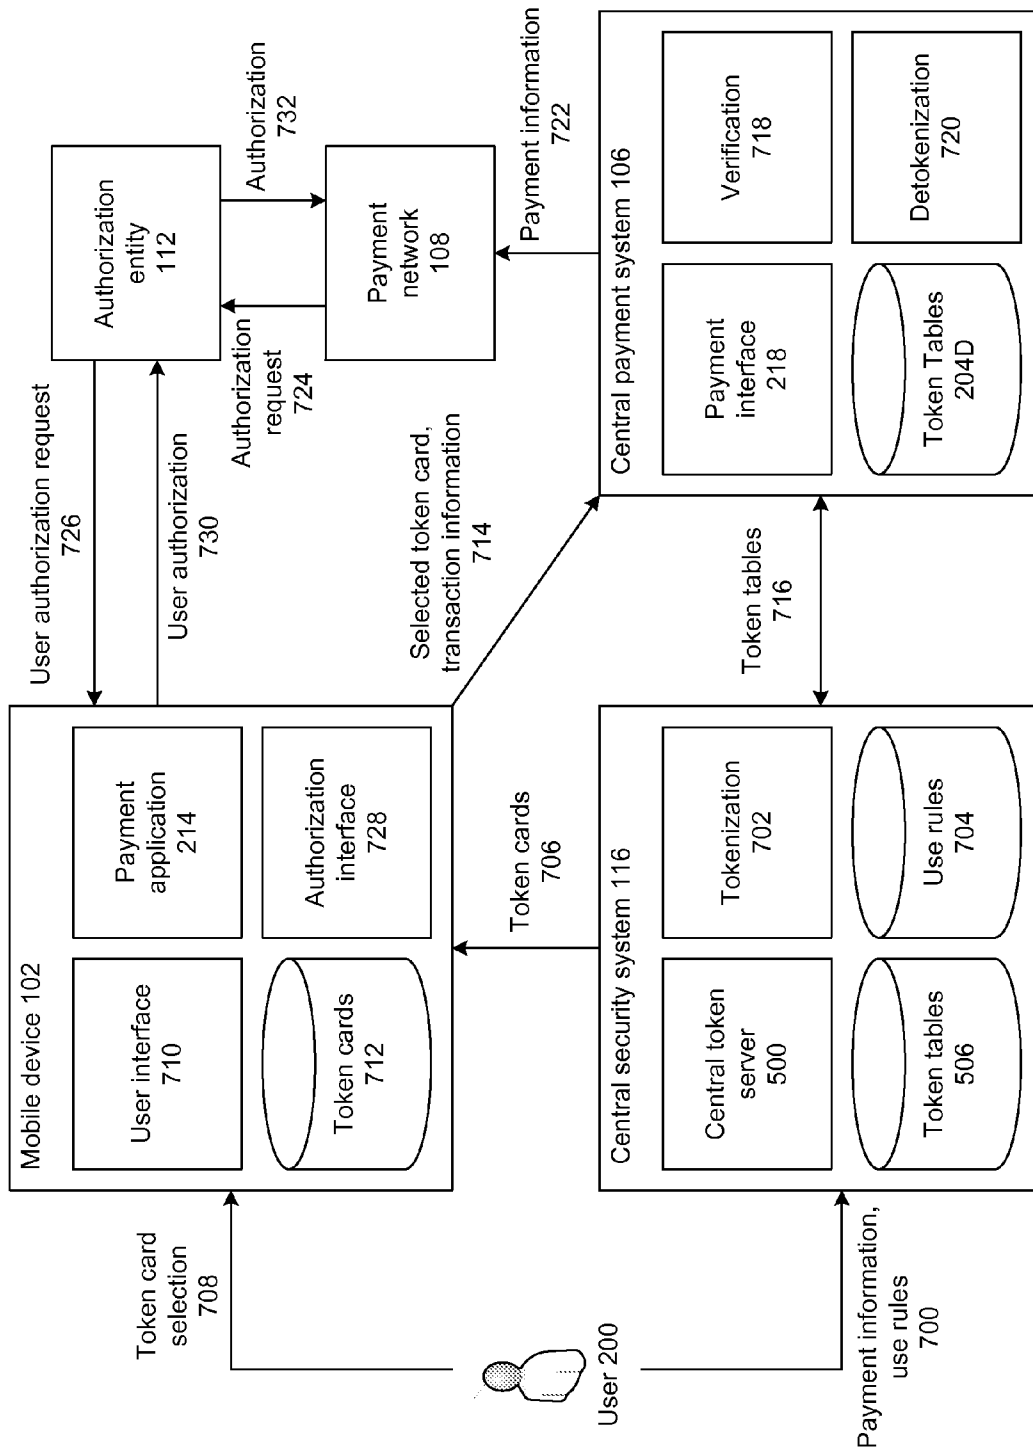 Token card
selection
708
User 200
Payment information,
use rules
700
Mobile device 102
User interface
710
Payment
application
214
Token cards
712
Authorization
interface
728
Token cards
706
Central security system 116
Central token
server
500
Tokenization
702
Token tables
506
Use rules
704
User authorization request
726
User authorization
730
Selected token card,
transaction information
714
Token tables
716
Authorization
entity
112
Authorization
request
724
Authorization
732
Payment
network
108
Payment information
722
Central payment system 106
Payment
interface
218
Verification
718
Token Tables
204D
Detokenization
720